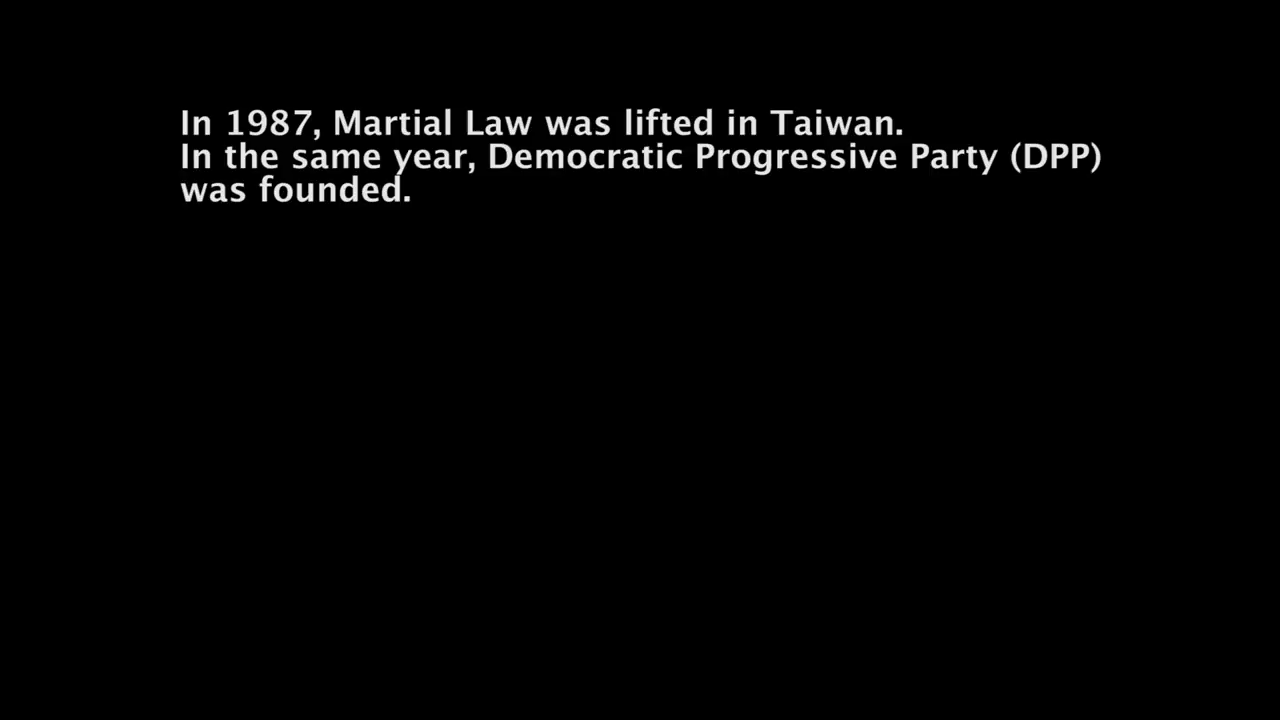 In 1987, Martial Law was lifted in Taiwan.
In the same year, Democratic Progressive Party (DPP)
was founded.